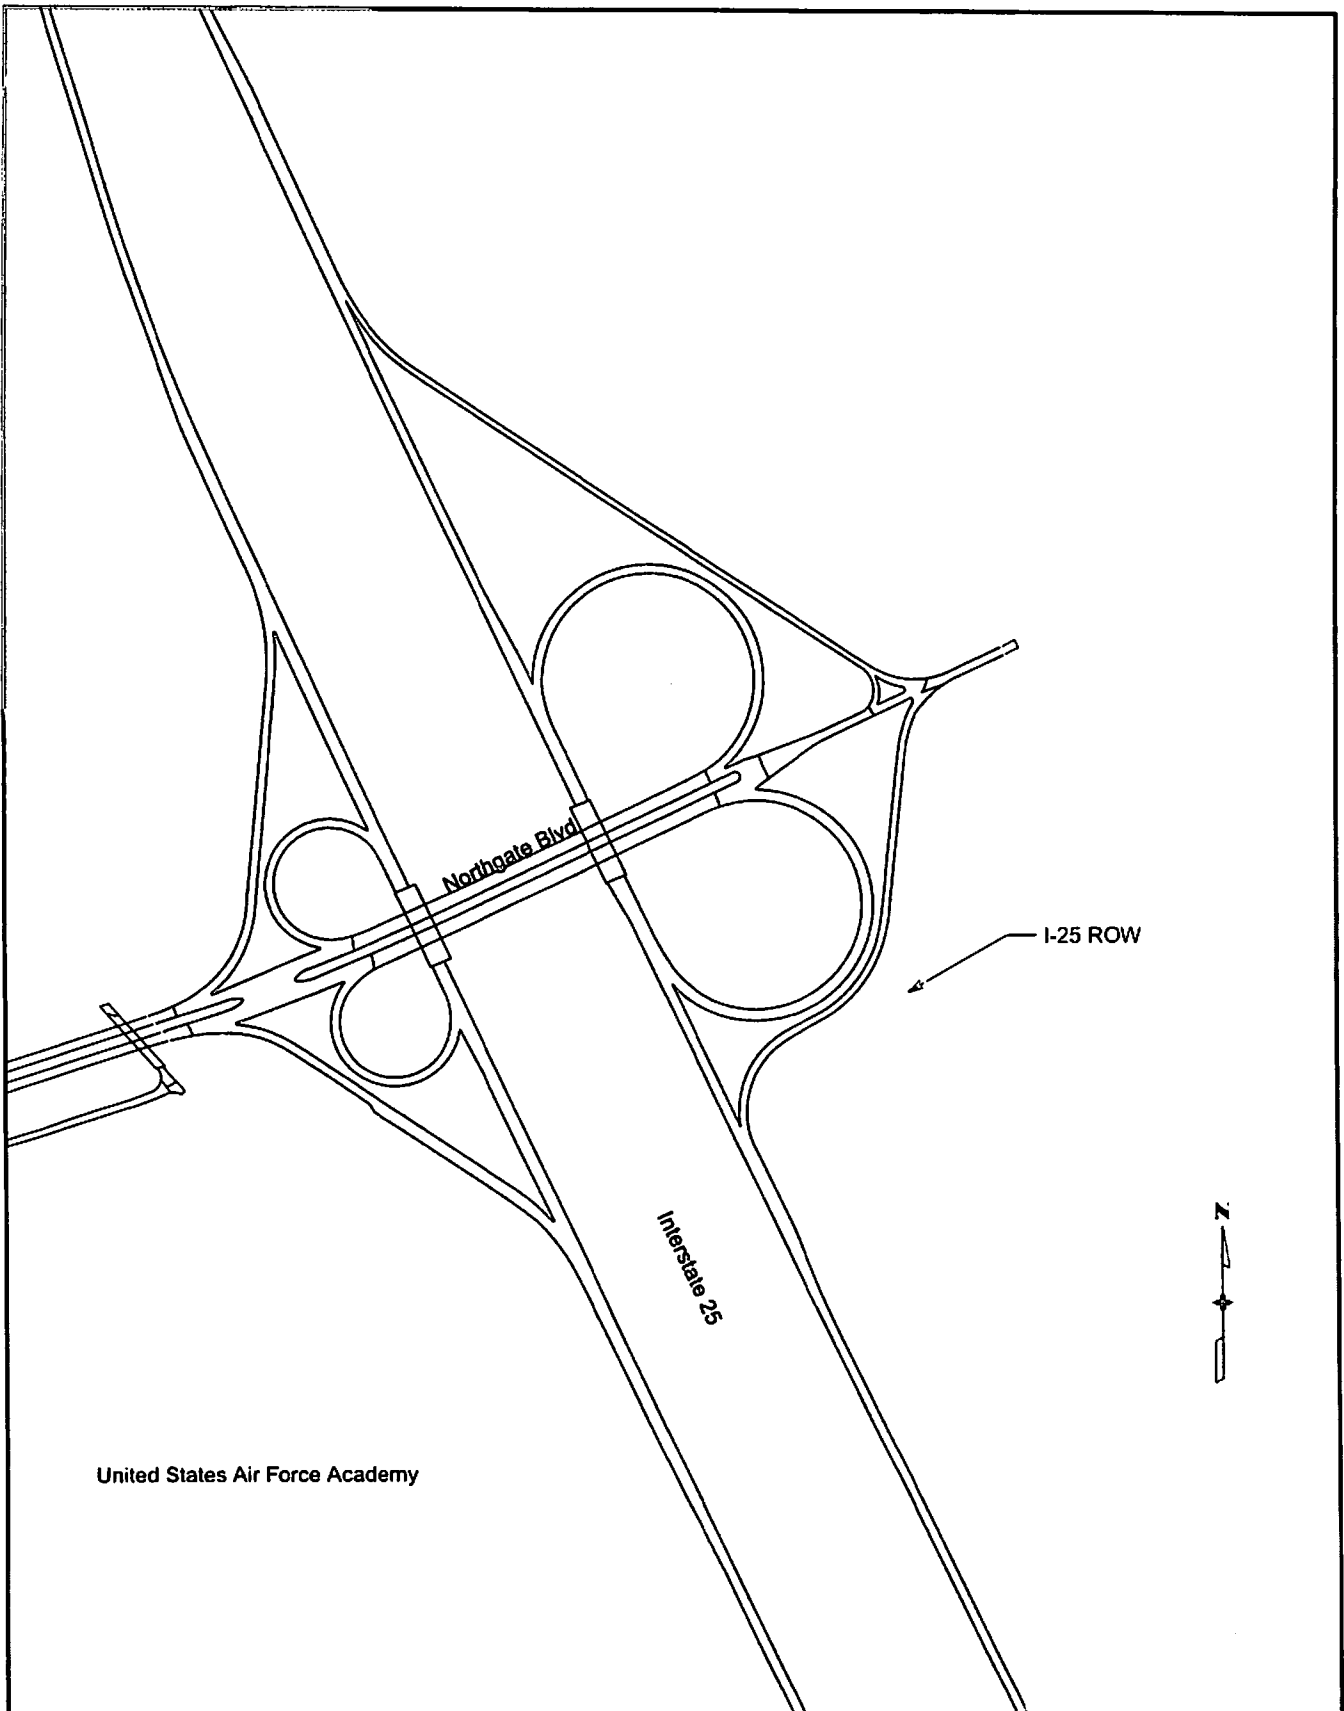 Northgate Blvd
I-25 ROW
Interstate 25
N
United States Air Force Academy